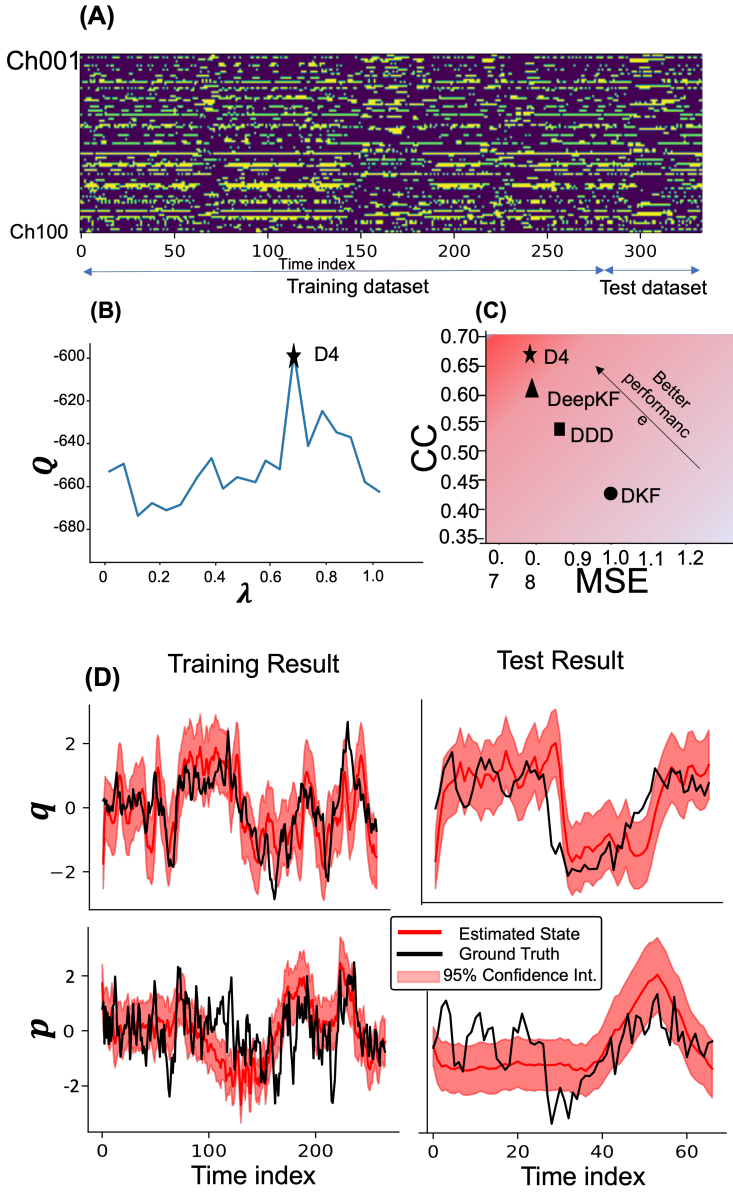 (A)
Ch001
Ch100
0 50 100 150 200 250 300
Time index
Training dataset
Test dataset
(B)
-600
-620
-640
-660
-680
Q
D4
0 0.2 0.4 0.6 0.8 1.0
λ
(C)
0.70
0.65
0.60
0.55
0.50
0.45
0.40
0.35
CC
D4
DeepKF
DDD
DKF
Better
performanc
e
0. 0. 0.9 1.0 1.1 1.2
7 8 MSE
(D)
Training Result
Test Result
2
0
−2
q
Estimated State
Ground Truth
95% Confidence Int.
2
0
-2
p
0 100 200
Time index
0 20 40 60
Time index